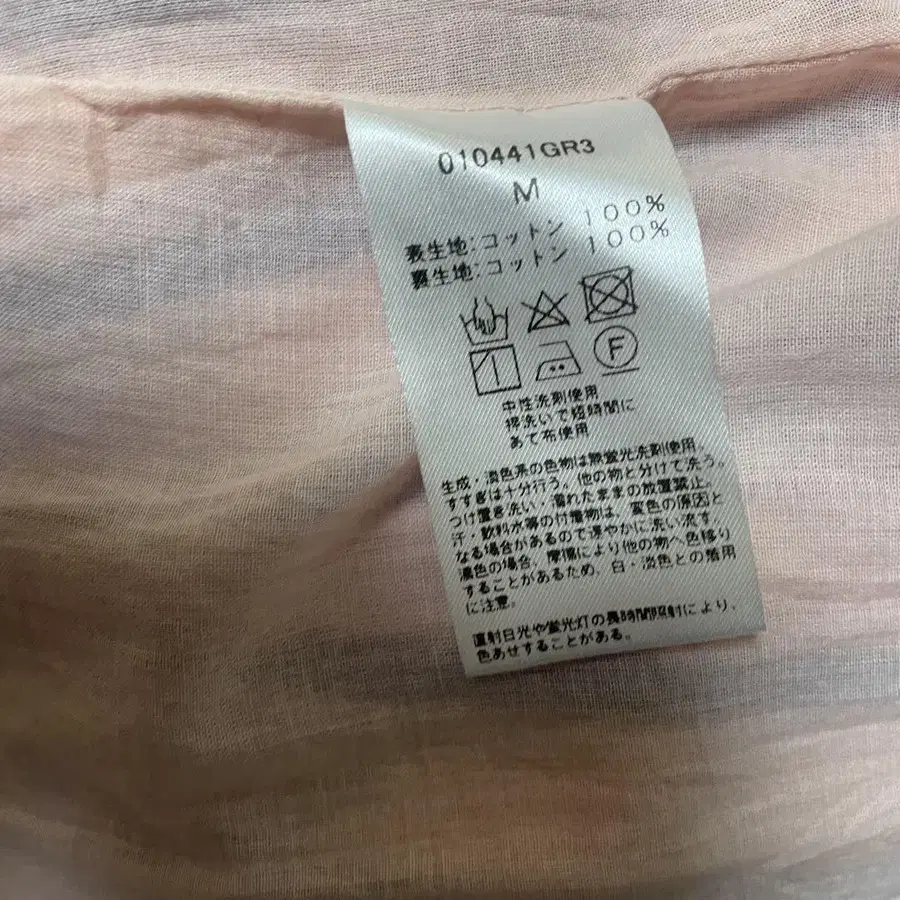 010441GR3
M
表生地:コットン 100%
裏生地:コットン 100%
F
中性洗剤使用
押洗いで短時間に
あて布使用
生成・淡色系の色物は無蛍光洗剤使用。
すすぎは十分行う。他の物と分けて洗う。
つけ置き洗い・濡れたままの放置禁止。
汗・飲料水等の付着物は、変色の原因と
なる場合があるので速やかに洗い流す。
濃色の場合、摩擦により他の物へ色移り
することがあるため、白・淡色との着用
に注意。
直射日光や蛍光灯の長時間照射により、
色あせすることがある。